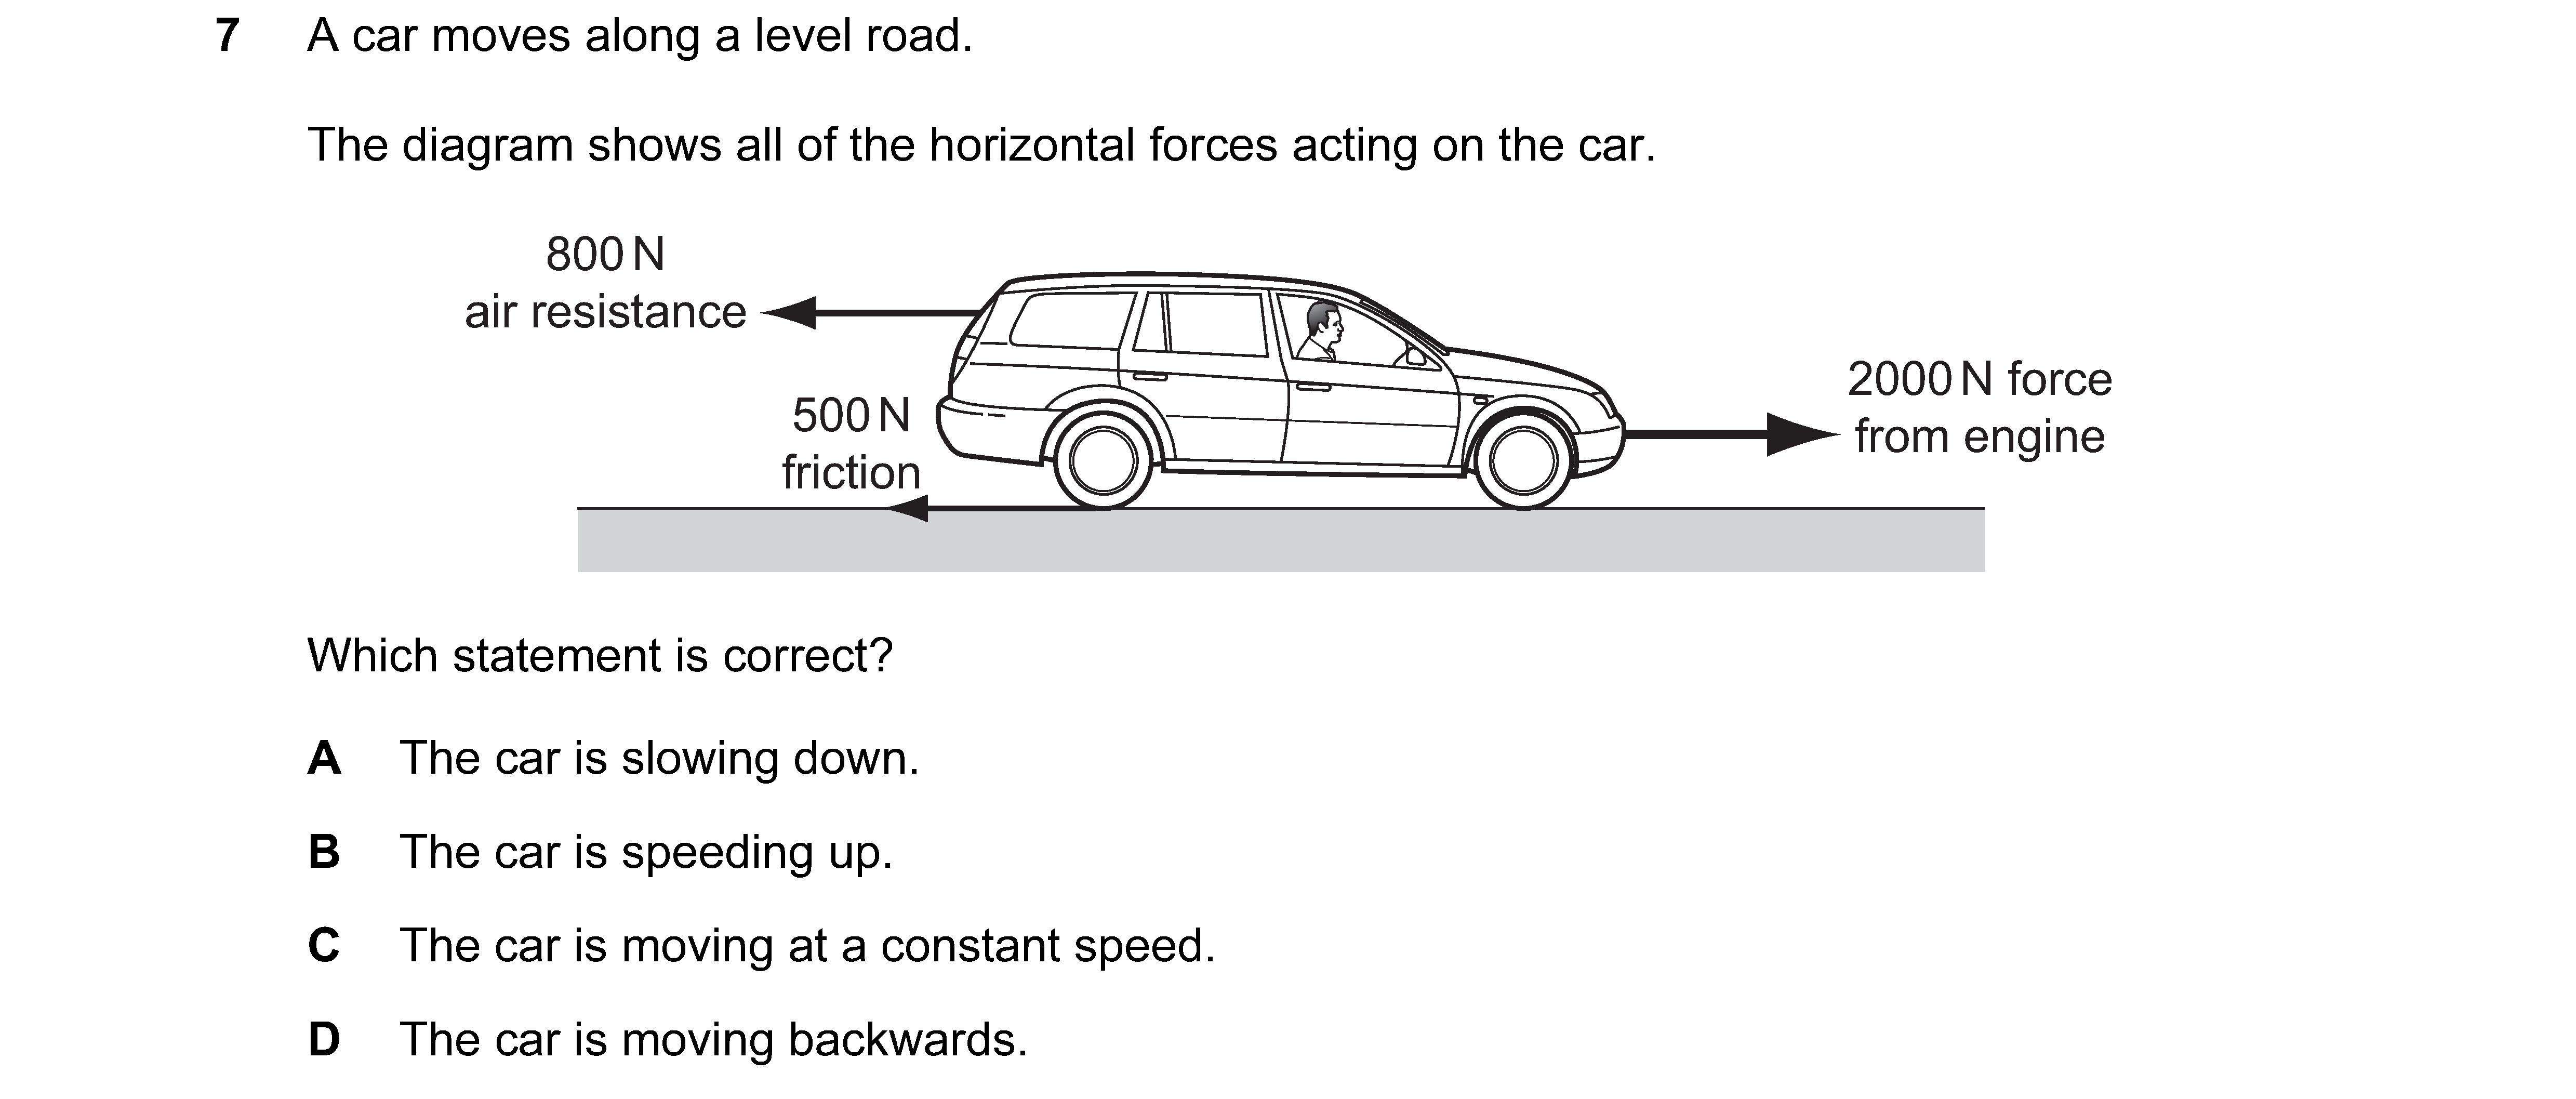 7 A car moves along a level road.
The diagram shows all of the horizontal forces acting on the car.
800 N
air resistance
500 N
friction
2000 N force
from engine
Which statement is correct?
A The car is slowing down.
B The car is speeding up.
C The car is moving at a constant speed.
D The car is moving backwards.